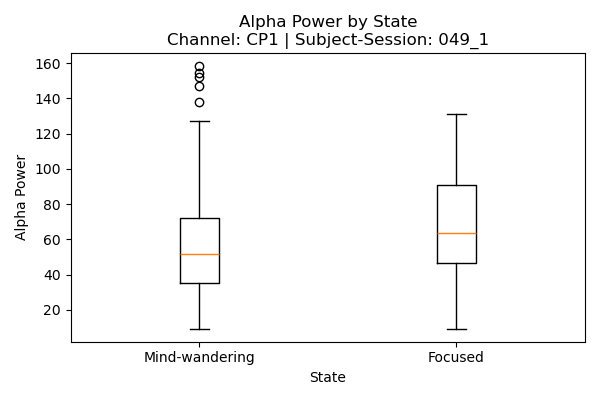 Alpha Power by State
Channel: CP1 | Subject-Session: 049_1
160
140
120
100
80
60
40
20
Alpha Power
Mind-wandering
Focused
State